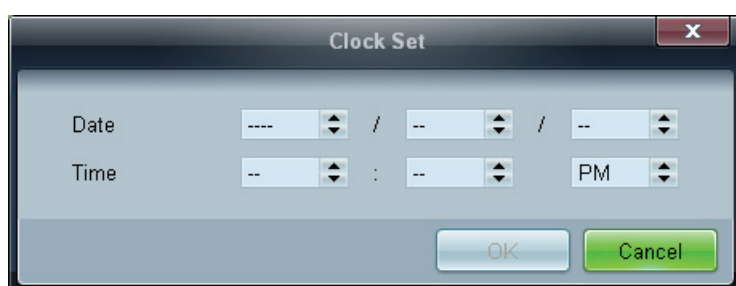 Clock Set
x
Date ---- / -- / --
Time -- : -- PM
OK Cancel